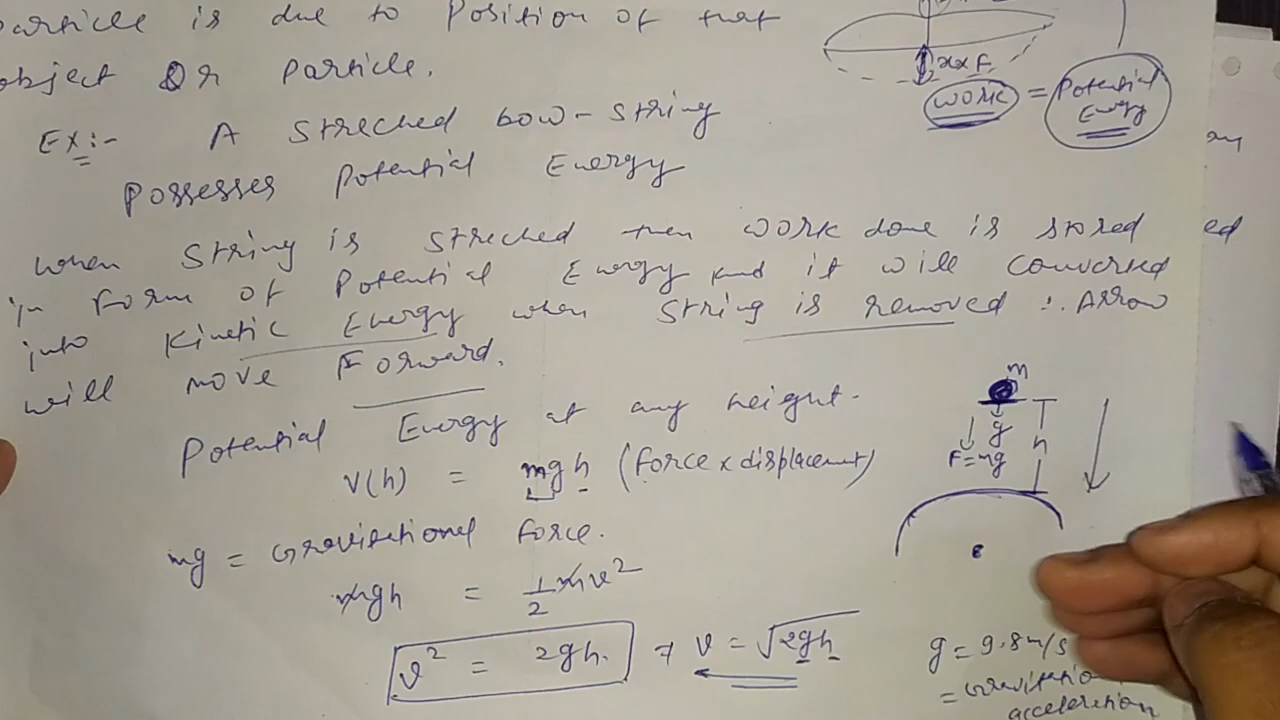 particle is due to Position of that
object OR particle.
Ex:- A streched bow-string
Possesses Potential Energy
when string is streched then work done is stored
in form of Potential Energy and it will converted
into Kinetic Energy when string is removed ∴ Arrow
will move Forward.
Potential Energy at any height.
V(h) = mgh (Force x displacement)
mg = Gravitational Force.
mgh = 1/2 mv²
v² = 2gh. → v = √2gh
x x F
work = Potential Energy
m
g
F=mg
h
g = 9.8m/s
= Gravitatio
acceleration
ed